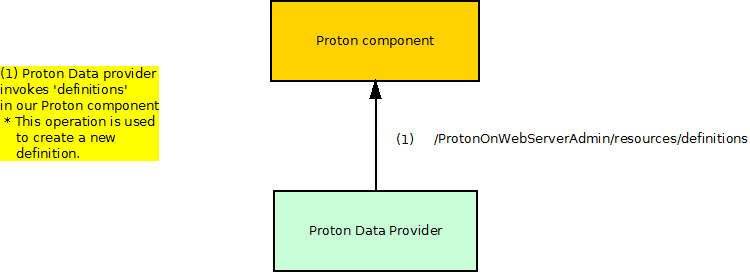 Proton component
(1) Proton Data provider
invokes 'definitions'
in our Proton component
* This operation is used
to create a new
definition.
(1) /ProtonOnWebServerAdmin/resources/definitions
Proton Data Provider